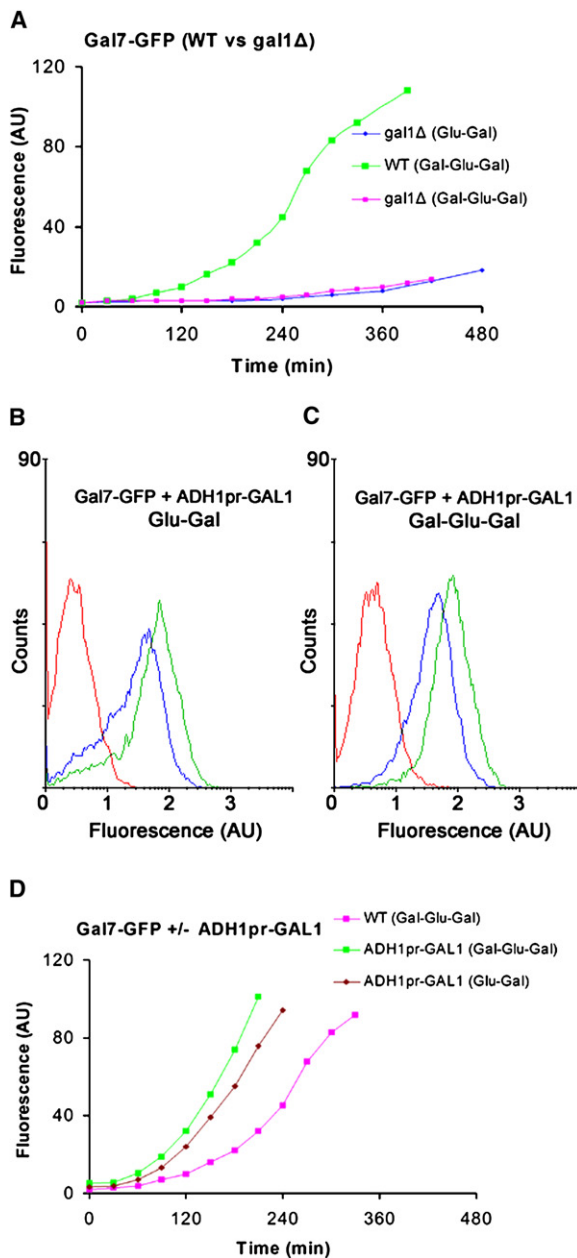 A
Gal7-GFP (WT vs gal1Δ)
120
80
40
0
Fluorescence (AU)
gal1Δ (Glu-Gal)
WT (Gal-Glu-Gal)
gal1Δ (Gal-Glu-Gal)
0 120 240 360 480
Time (min)
B
90
Gal7-GFP + ADH1pr-GAL1
Glu-Gal
Counts
0 1 2 3
Fluorescence (AU)
C
90
Gal7-GFP + ADH1pr-GAL1
Gal-Glu-Gal
Counts
0 1 2 3
Fluorescence (AU)
D
Gal7-GFP +/- ADH1pr-GAL1
WT (Gal-Glu-Gal)
ADH1pr-GAL1 (Gal-Glu-Gal)
ADH1pr-GAL1 (Glu-Gal)
120
80
40
0
Fluorescence (AU)
0 120 240 360 480
Time (min)